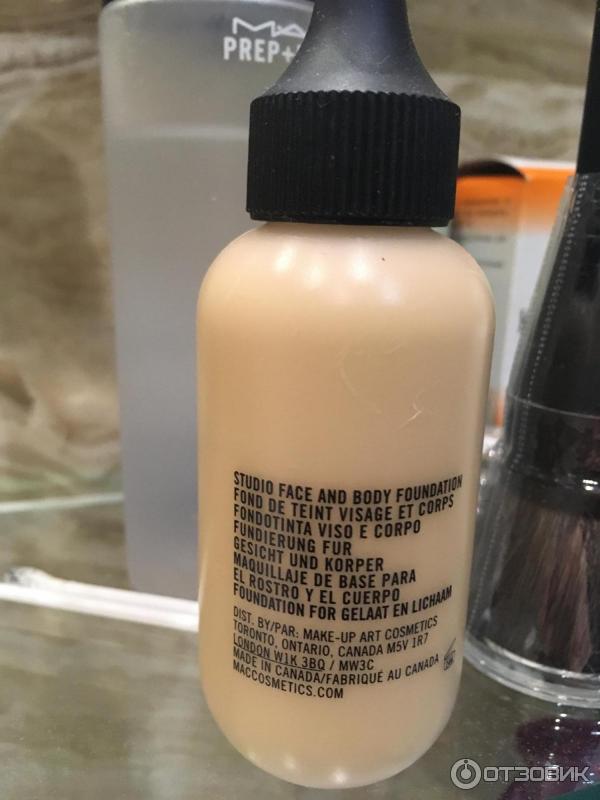 MAC
PREP+
STUDIO FACE AND BODY FOUNDATION
FOND DE TEINT VISAGE ET CORPS
FONDOTINTA VISO E CORPO
FUNDIERUNG FUR
GESICHT UND KORPER
MAQUILLAJE DE BASE PARA
EL ROSTRO Y EL CUERPO
FOUNDATION FOR GELAAT EN LICHAAM
DIST. BY/PAR: MAKE-UP ART COSMETICS
TORONTO, ONTARIO, CANADA M5V 1R7
LONDON W1K 3BQ / MW3C
MADE IN CANADA/FABRIQUÉ AU CANADA
MACCOSMETICS.COM
ОТЗОВИК